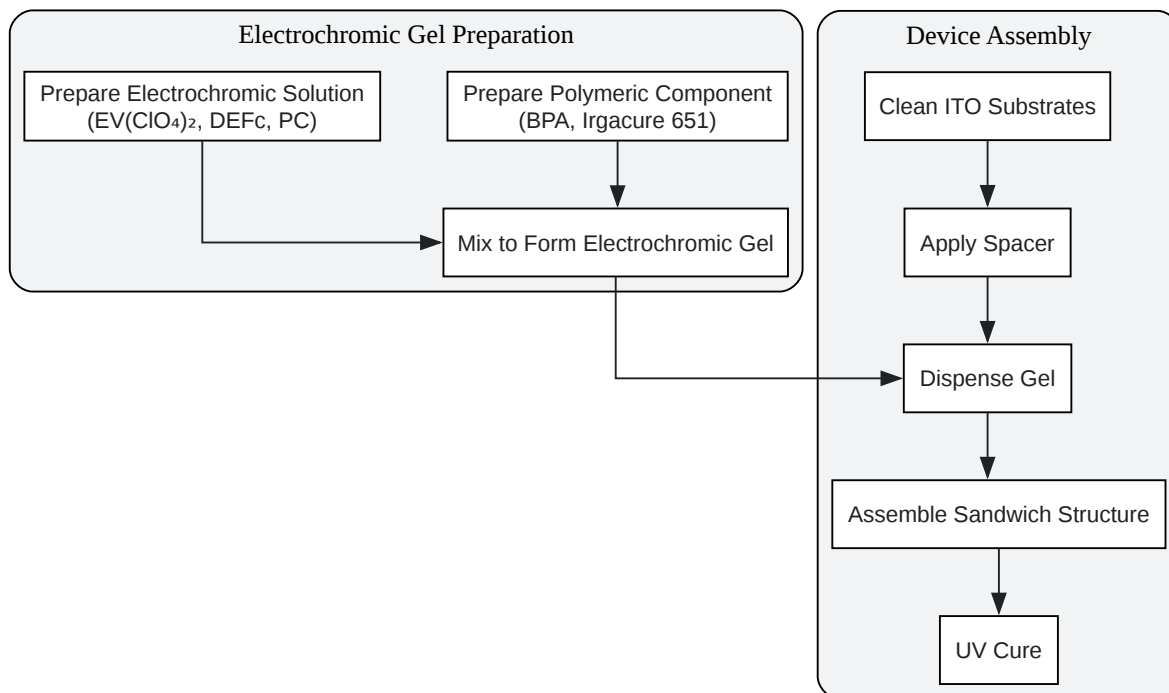 Electrochromic Gel Preparation
Prepare Electrochromic Solution
(EV(ClO₄)₂, DEFc, PC)
Prepare Polymeric Component
(BPA, Irgacure 651)
Mix to Form Electrochromic Gel
Device Assembly
Clean ITO Substrates
Apply Spacer
Dispense Gel
Assemble Sandwich Structure
UV Cure